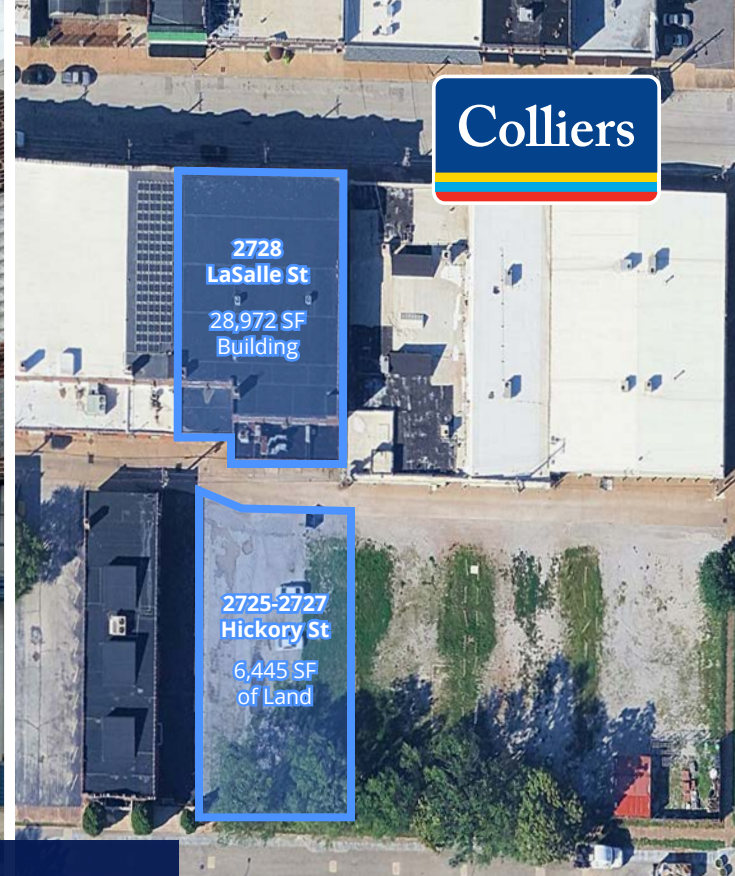 Colliers
2728
LaSalle St
28,972 SF
Building
2725-2727
Hickory St
6,445 SF
of Land